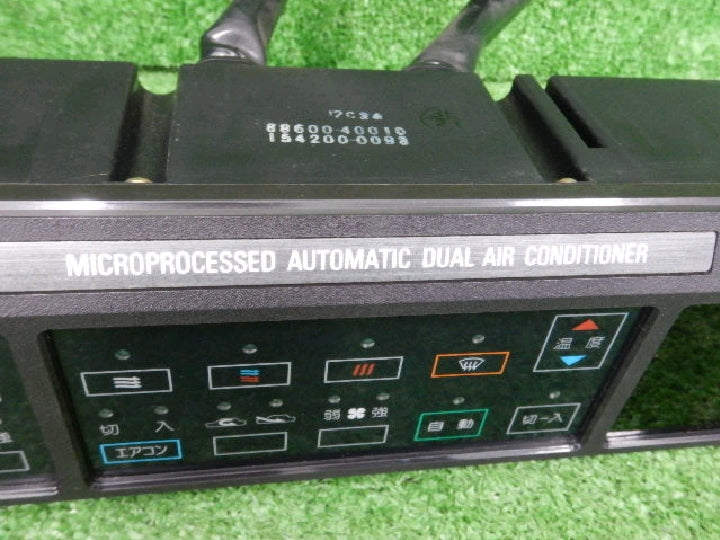 88600-40010
154200-0098
MICROPROCESSED AUTOMATIC DUAL AIR CONDITIONER
温度
切 入
弱 強
エアコン
自動
切-入